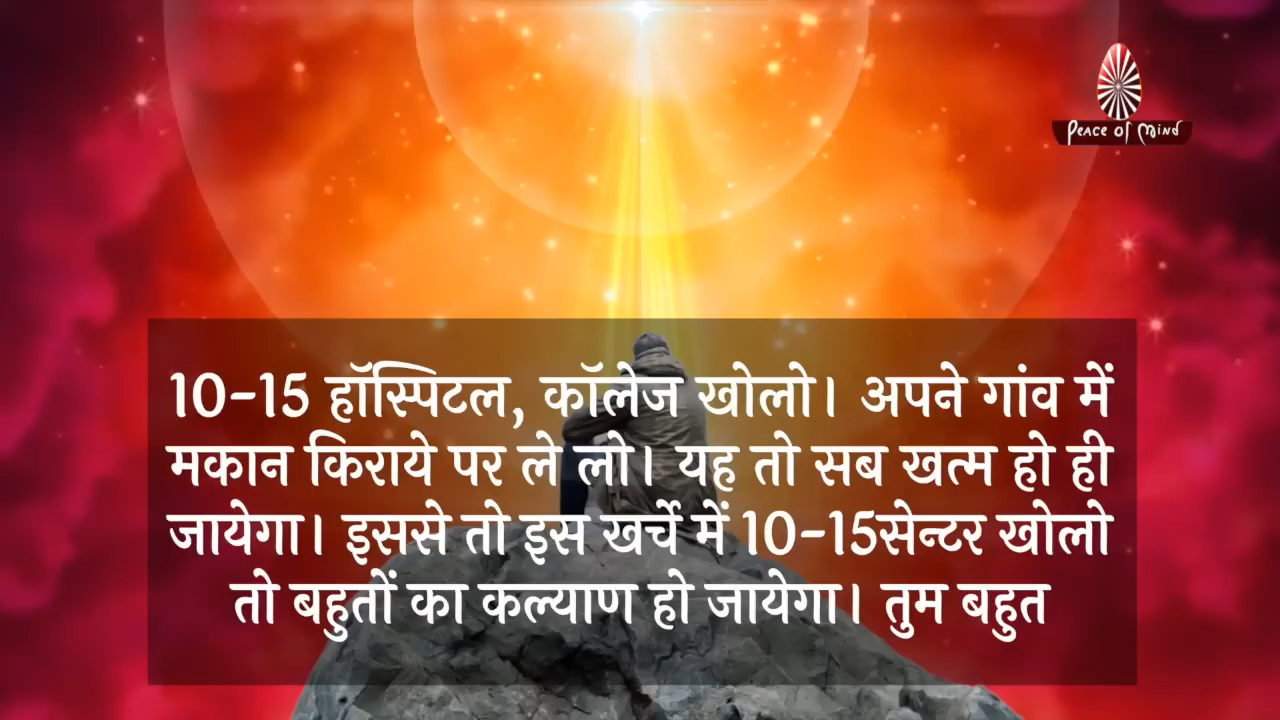 Peace of Mind
10-15 हॉस्पिटल, कॉलेज खोलो। अपने गांव में
मकान किराये पर ले लो। यह तो सब खत्म हो ही
जायेगा। इससे तो इस खर्चे में 10-15सेन्टर खोलो
तो बहुतों का कल्याण हो जायेगा। तुम बहुत